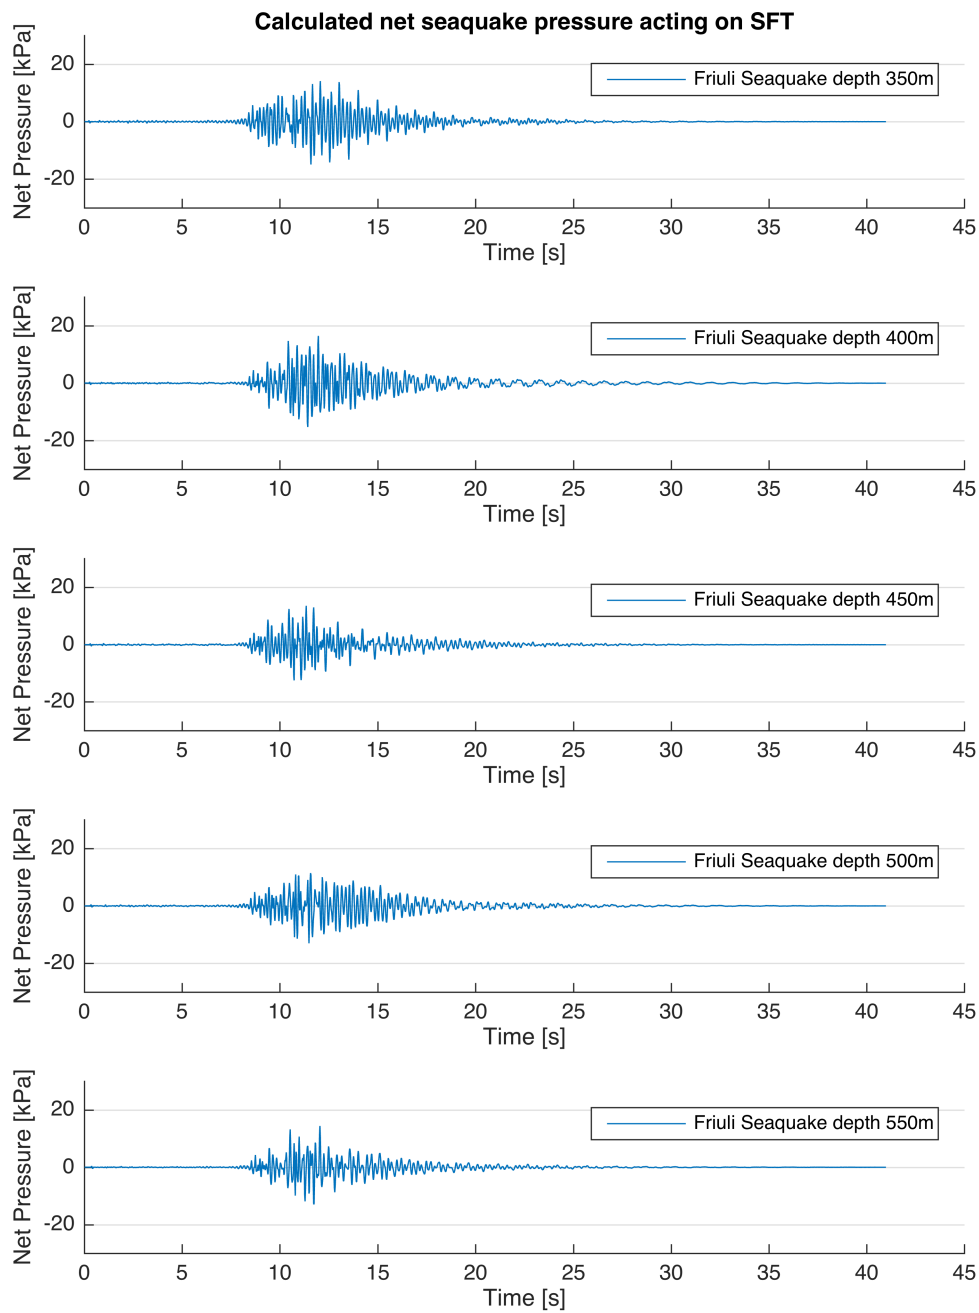 Calculated net seaquake pressure acting on SFT
Net Pressure [kPa]
20
0
-20
Friuli Seaquake depth 350m
0 5 10 15 20 25 30 35 40 45
Time [s]
Net Pressure [kPa]
20
0
-20
Friuli Seaquake depth 400m
0 5 10 15 20 25 30 35 40 45
Time [s]
Net Pressure [kPa]
20
0
-20
Friuli Seaquake depth 450m
0 5 10 15 20 25 30 35 40 45
Time [s]
Net Pressure [kPa]
20
0
-20
Friuli Seaquake depth 500m
0 5 10 15 20 25 30 35 40 45
Time [s]
Net Pressure [kPa]
20
0
-20
Friuli Seaquake depth 550m
0 5 10 15 20 25 30 35 40 45
Time [s]